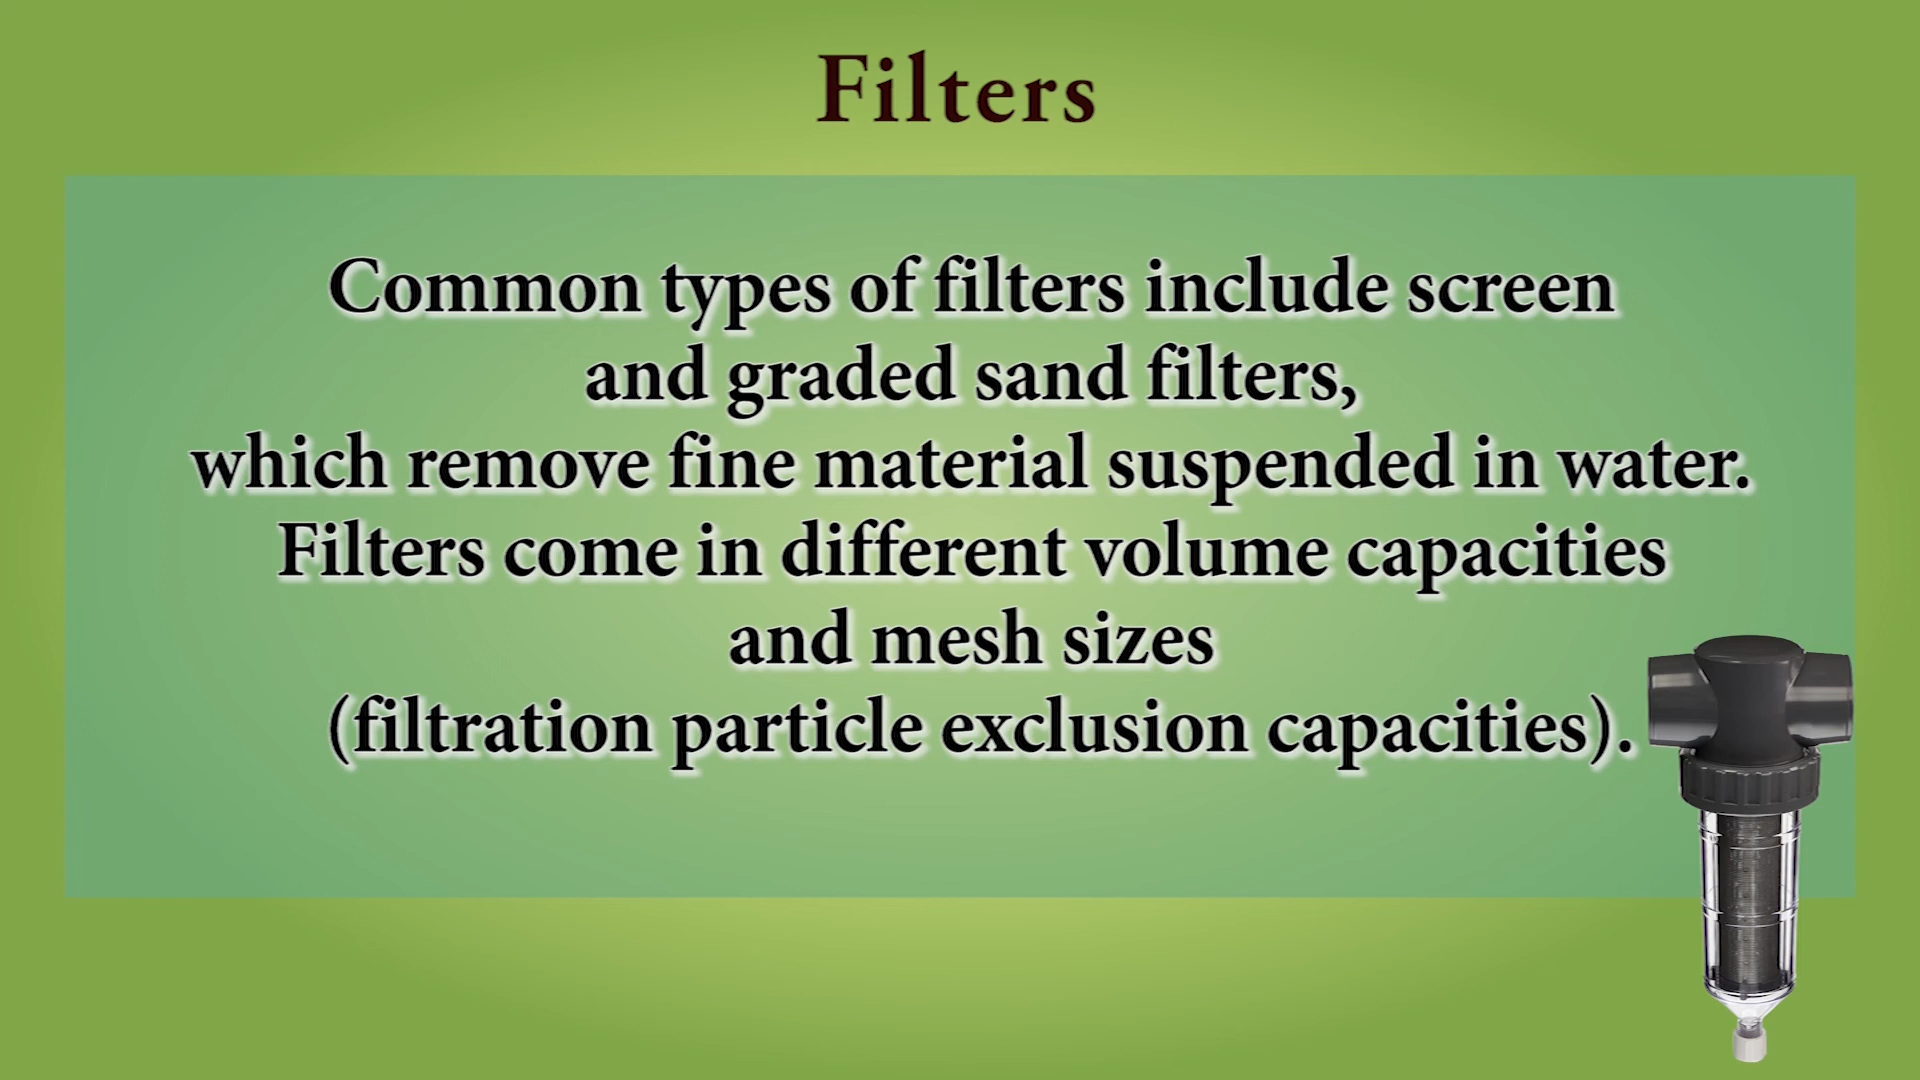 Filters
Common types of filters include screen
and graded sand filters,
which remove fine material suspended in water.
Filters come in different volume capacities
and mesh sizes
(filtration particle exclusion capacities).